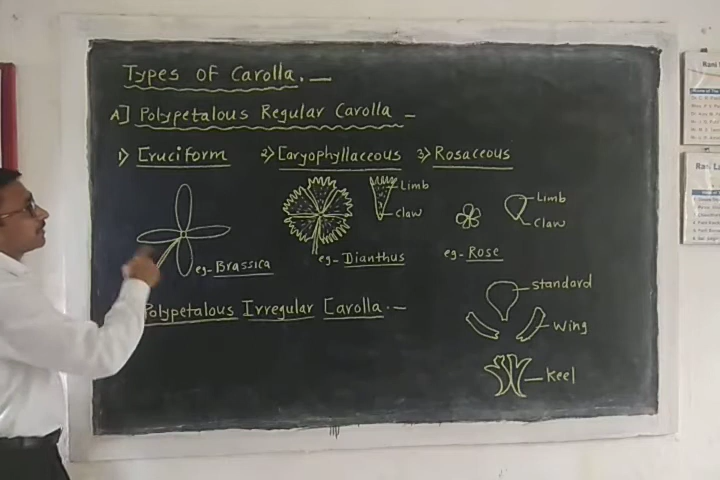 Types of Carolla.
A] Polypetalous Regular Carolla -
1) Cruciform 2) Caryophyllaceous 3) Rosaceous
Limb
Claw
Limb
Claw
eg- Brassica
eg- Dianthus
eg- Rose
Polypetalous Irregular Carolla. -
Standard
Wing
Keel